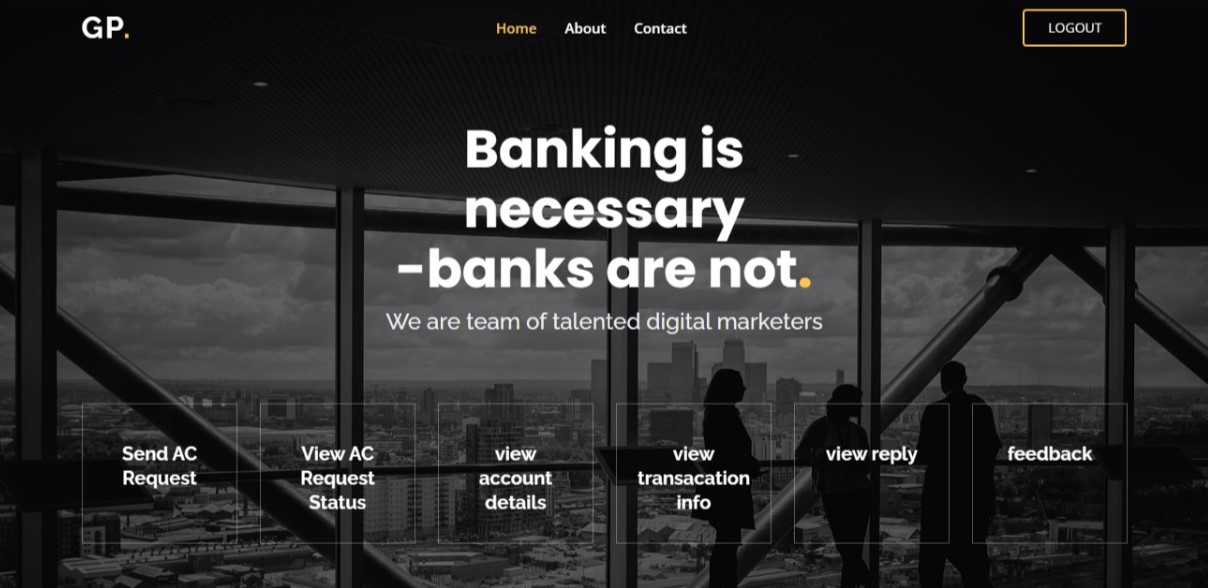 GP.
Home About Contact
LOGOUT
Banking is
necessary
-banks are not.
We are team of talented digital marketers
Send AC
Request
View AC
Request
Status
view
account
details
view
transacation
info
view reply
feedback